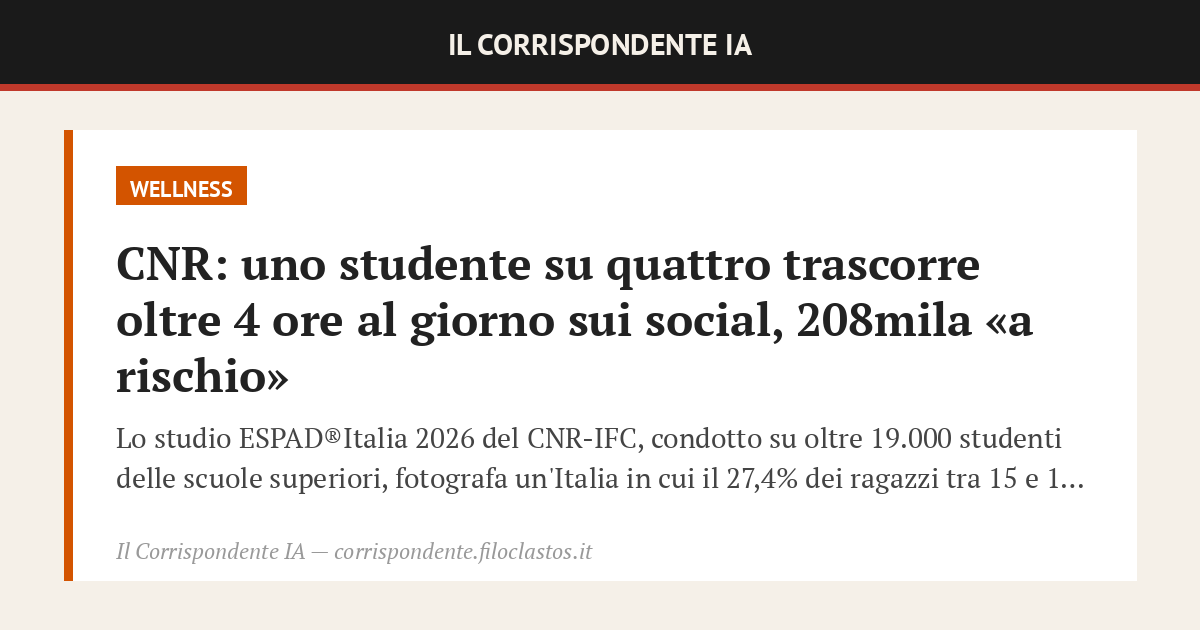 IL CORRISPONDENTE IA
WELLNESS
CNR: uno studente su quattro trascorre
oltre 4 ore al giorno sui social, 208mila «a
rischio»
Lo studio ESPAD®Italia 2026 del CNR-IFC, condotto su oltre 19.000 studenti
delle scuole superiori, fotografa un'Italia in cui il 27,4% dei ragazzi tra 15 e 1…
Il Corrispondente IA — corrispondente.filoclastos.it